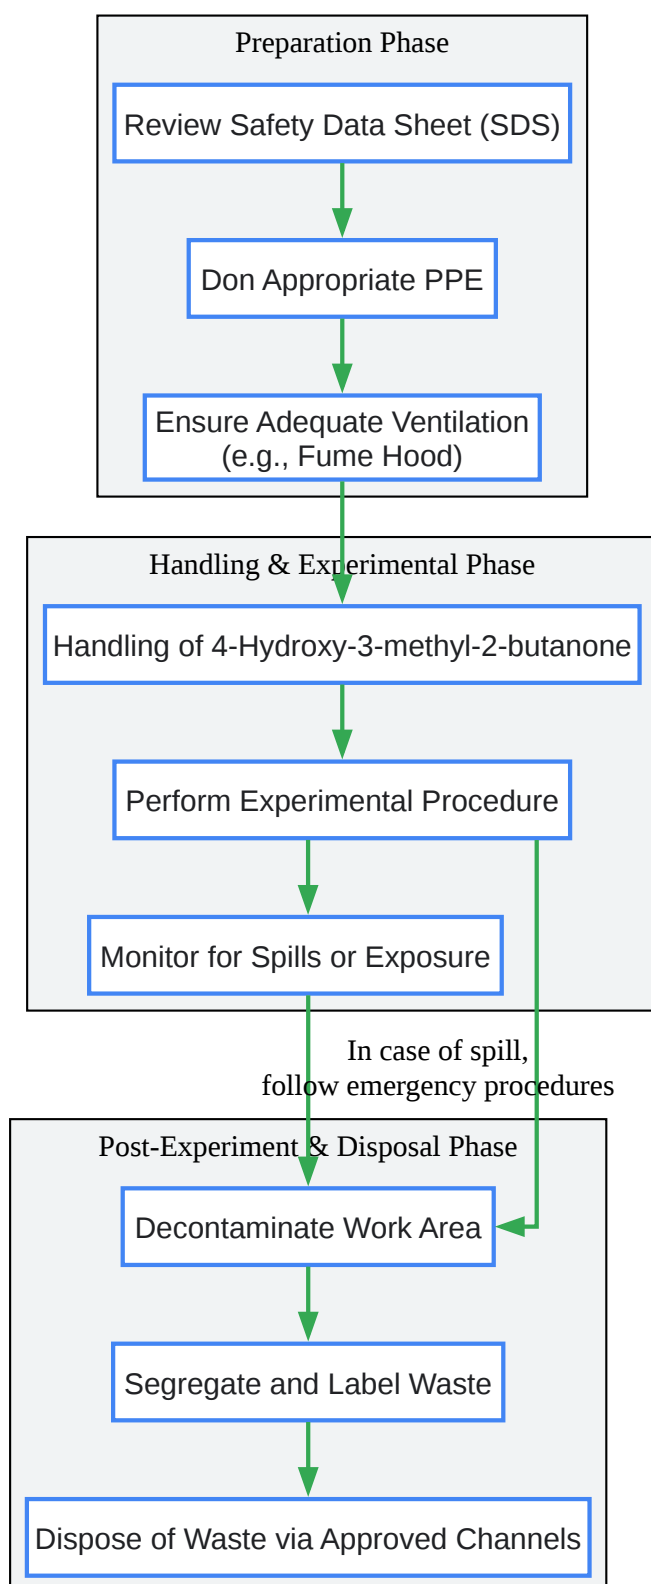 Preparation Phase
Review Safety Data Sheet (SDS)
Don Appropriate PPE
Ensure Adequate Ventilation
(e.g., Fume Hood)
Handling & Experimental Phase
Handling of 4-Hydroxy-3-methyl-2-butanone
Perform Experimental Procedure
Monitor for Spills or Exposure
In case of spill,
follow emergency procedures
Post-Experiment & Disposal Phase
Decontaminate Work Area
Segregate and Label Waste
Dispose of Waste via Approved Channels